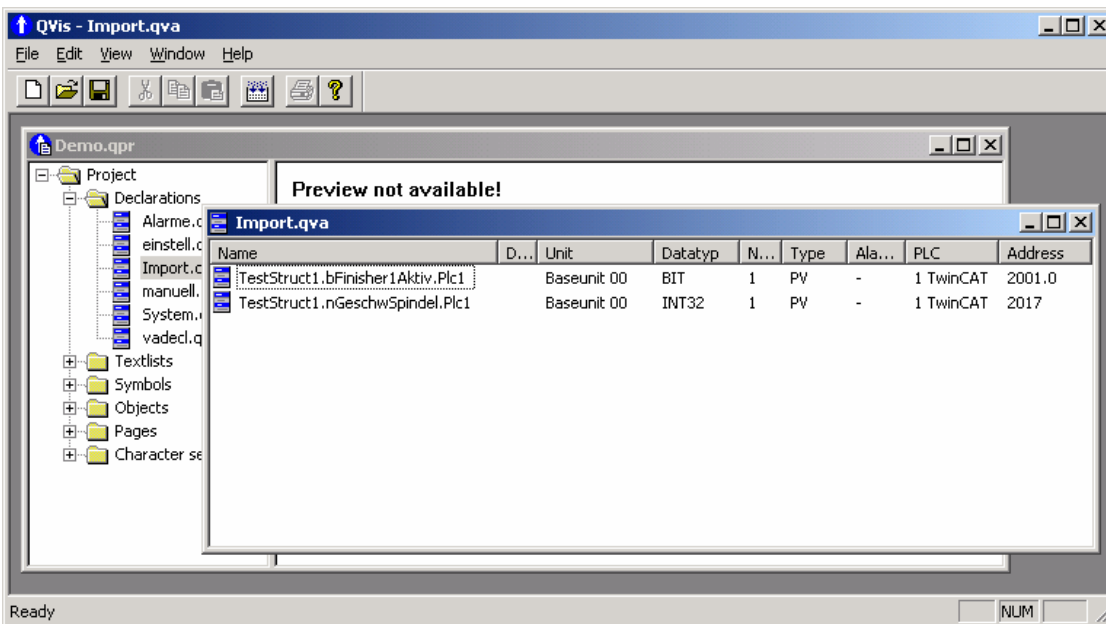 QVis - Import.qva
File Edit View Window Help
Demo.qpr
Project
Declarations
Alarme.
einstell.
Import.
manuell.
System.
vadecl.q
Textlists
Symbols
Objects
Pages
Character se
Preview not available!
Import.qva
Name D... Unit Datatyp N... Type Ala... PLC Address
TestStruct1.bFinisher1Aktiv.Plc1 Baseunit 00 BIT 1 PV - 1 TwinCAT 2001.0
TestStruct1.nGeschwSpindel.Plc1 Baseunit 00 INT32 1 PV - 1 TwinCAT 2017
Ready NUM